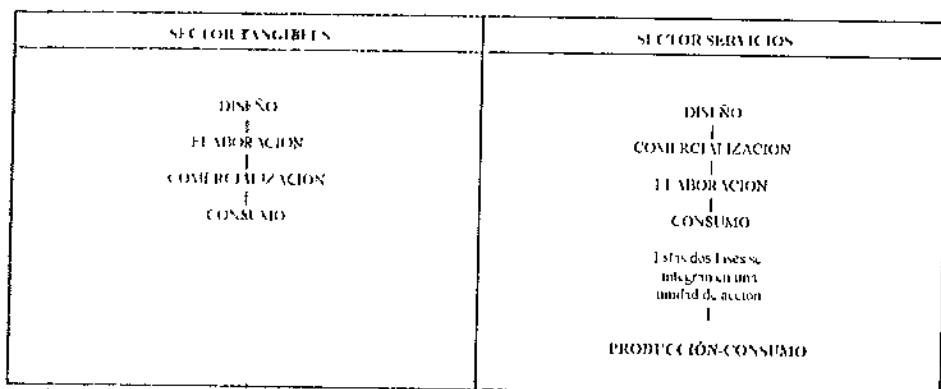 SECTOR TANGIBLES
SECTOR SERVICIOS
DISEÑO
ELABORACION
COMERCIALIZACION
CONSUMO
DISEÑO
COMERCIALIZACION
ELABORACION
CONSUMO
Estas dos fases se
integran en una
unidad de acción
PRODUCCIÓN-CONSUMO